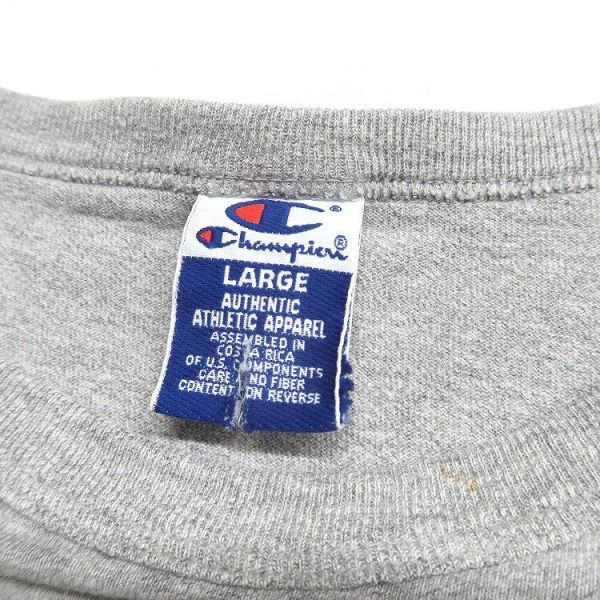 Champion®
LARGE
AUTHENTIC
ATHLETIC APPAREL
ASSEMBLED IN
COSTA RICA
OF U.S. COMPONENTS
CARE AND FIBER
CONTENT ON REVERSE